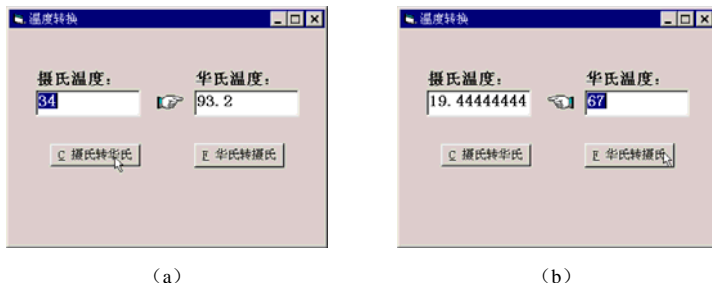 温度转换
摄氏温度：
华氏温度：
34
93.2
C 摄氏转华氏
F 华氏转摄氏
(a)
温度转换
摄氏温度：
华氏温度：
19.44444444
67
C 摄氏转华氏
F 华氏转摄氏
(b)